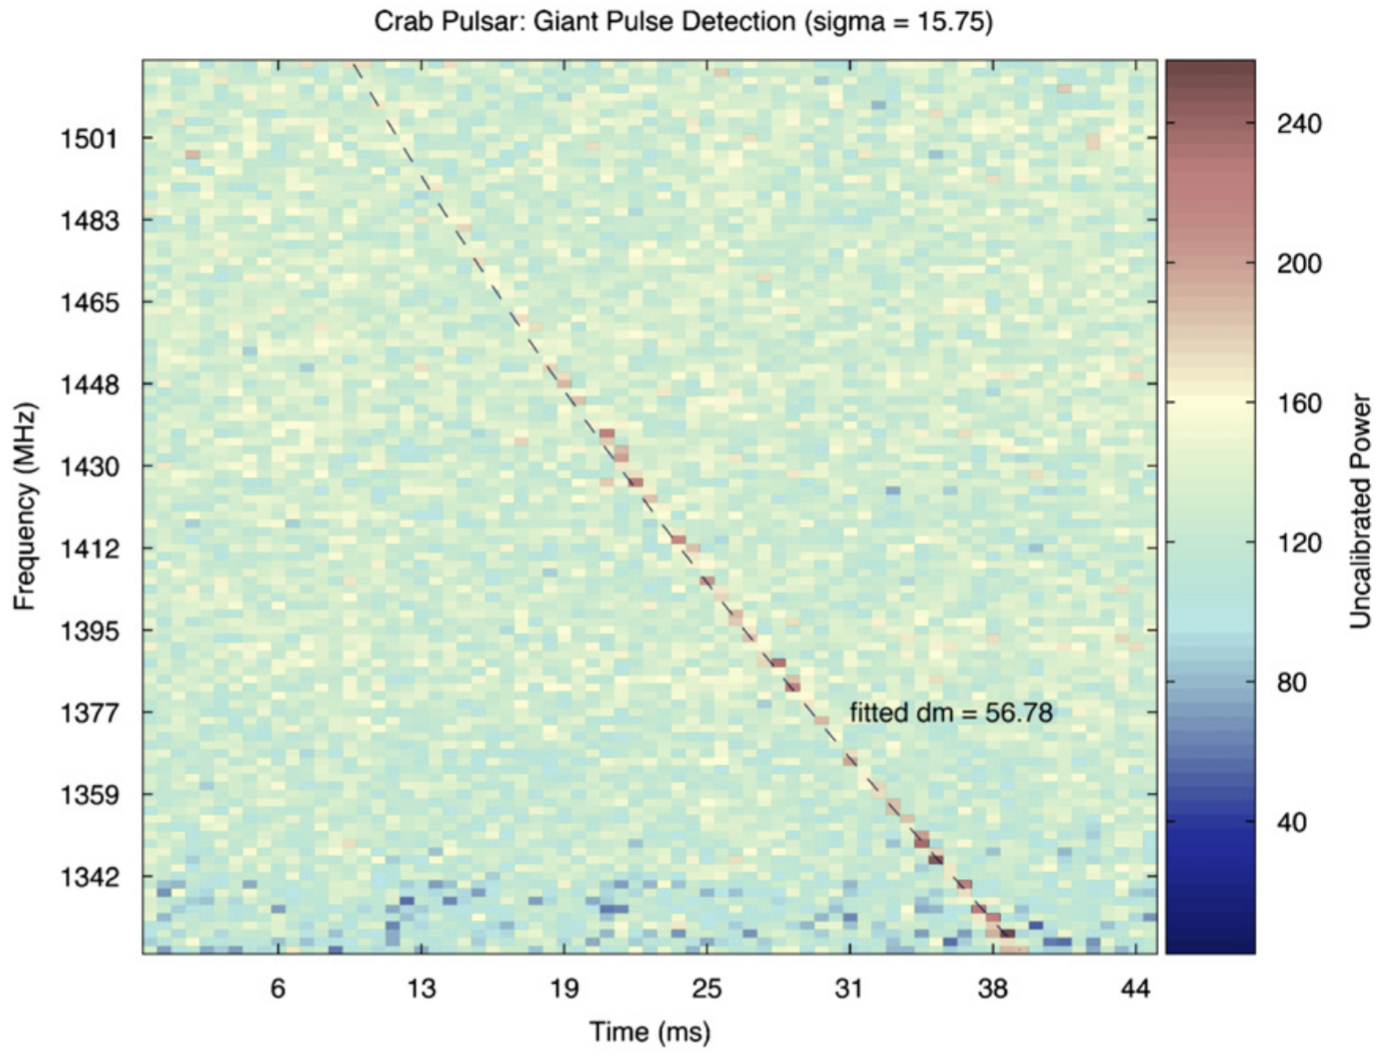 Crab Pulsar: Giant Pulse Detection (sigma = 15.75)
1501
1483
1465
1448
1430
1412
1395
1377
1359
1342
Frequency (MHz)
fitted dm = 56.78
6 13 19 25 31 38 44
Time (ms)
240
200
160
120
80
40
Uncalibrated Power